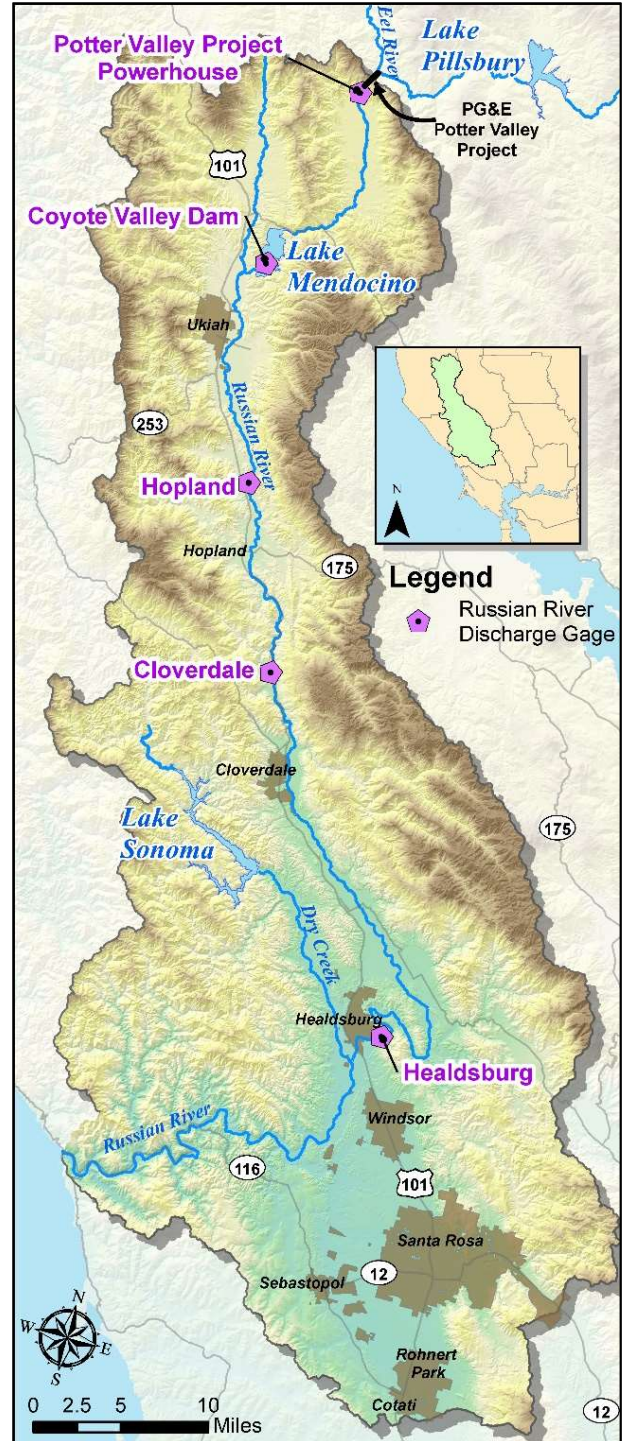 Potter Valley Project
Powerhouse
Eel River
Lake
Pillsbury
PG&E
Potter Valley
Project
101
Coyote Valley Dam
Lake
Mendocino
Ukiah
Russian River
253
Hopland
Hopland
175
N
Legend
Russian River
Discharge Gage
Cloverdale
Cloverdale
Lake
Sonoma
175
Dry Creek
Healdsburg
Healdsburg
Windsor
Russian River
116
101
Santa Rosa
Sebastopol
12
Rohnert
Park
Cotati
N
W
E
S
0 2.5 5 10
Miles
12